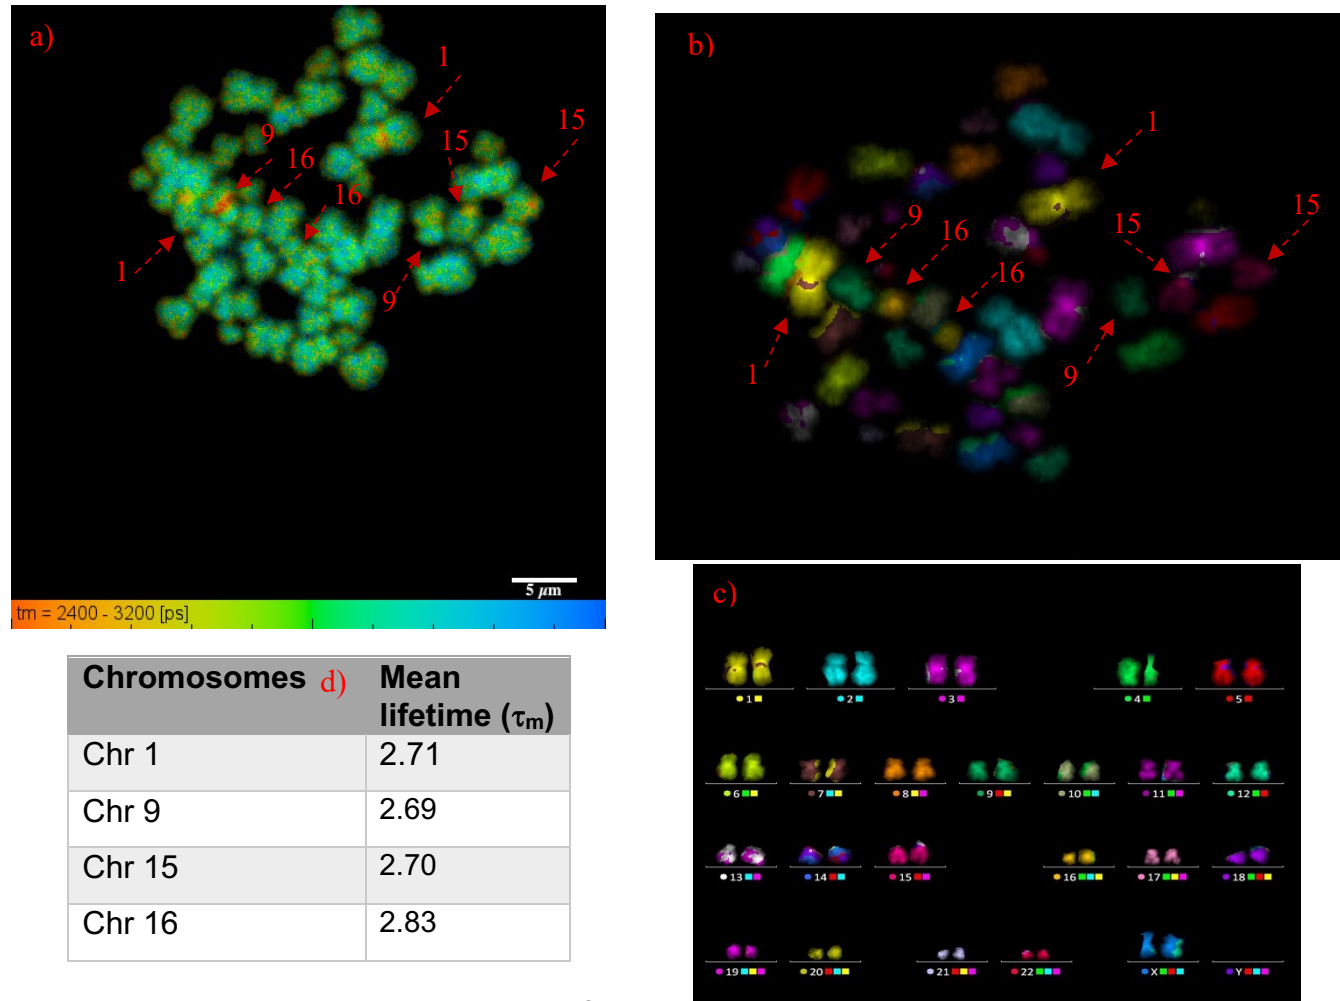 a)
1
9
15
15
16
16
1
9
5 μm
tm = 2400 - 3200 [ps]
b)
1
9
15
15
16
16
1
9
c)
1
2
3
4
5
6
7
8
9
10
11
12
13
14
15
16
17
18
19
20
21
22
X
Y
Chromosomes d) Mean
lifetime (τm)
Chr 1 2.71
Chr 9 2.69
Chr 15 2.70
Chr 16 2.83